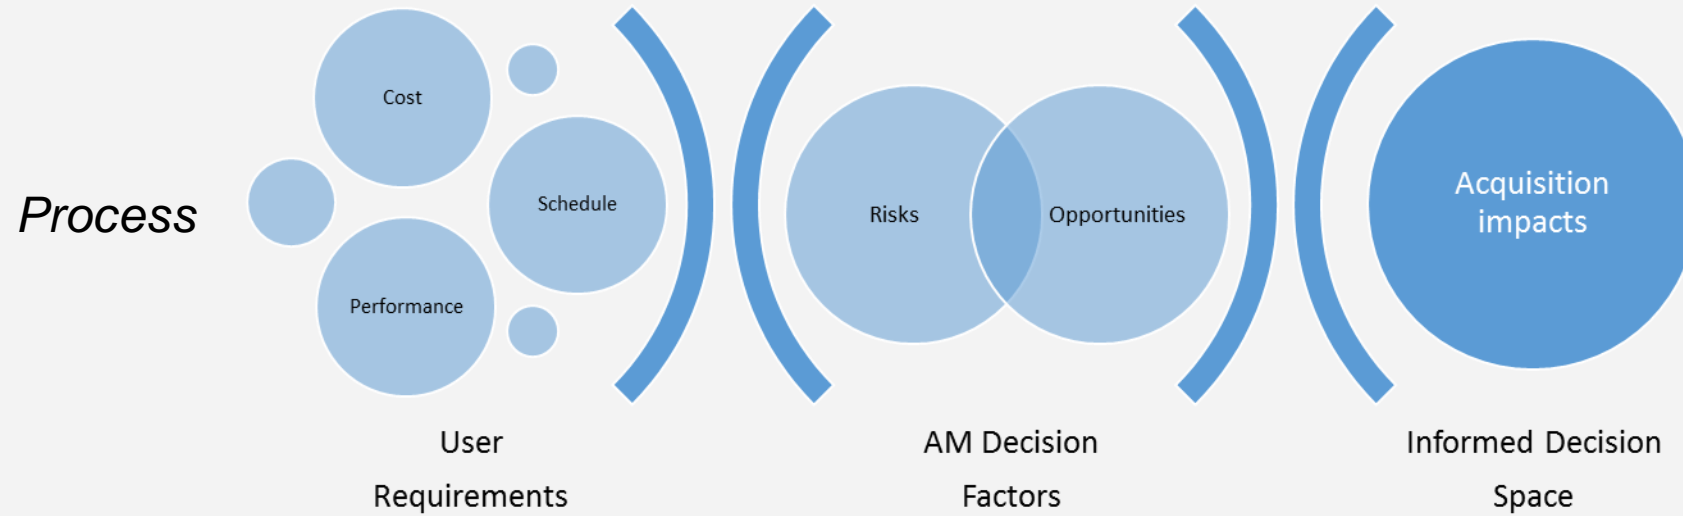 Process
Cost
Schedule
Performance
User
Requirements
Risks
Opportunities
AM Decision
Factors
Acquisition
impacts
Informed Decision
Space